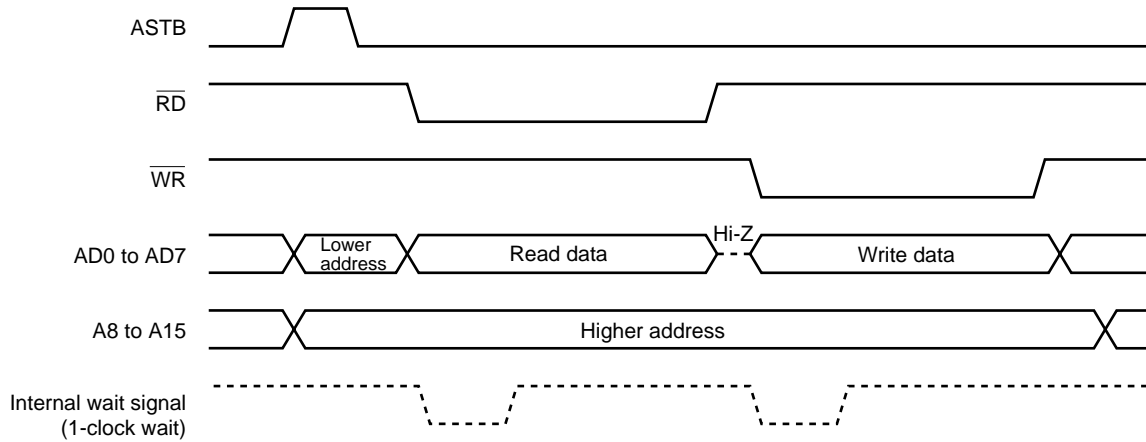 ASTB
RD
WR
AD0 to AD7
Lower
address
Read data
Hi-Z
Write data
A8 to A15
Higher address
Internal wait signal
(1-clock wait)